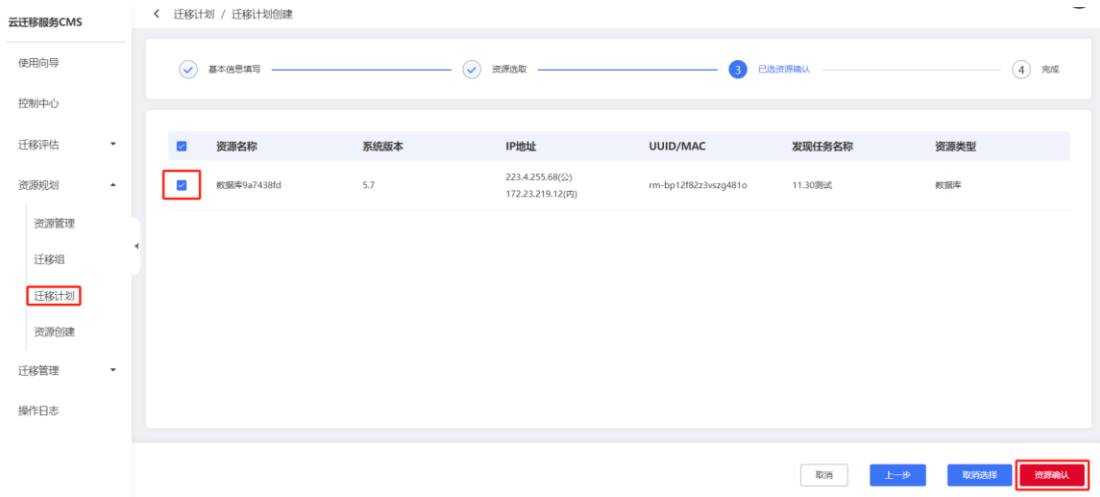 云迁移服务CMS
迁移计划 / 迁移计划创建
使用向导
控制中心
迁移评估
资源规划
资源管理
迁移组
迁移计划
资源创建
迁移管理
操作日志
基本信息填写
资源选取
3 已选资源确认
4 完成
资源名称 系统版本 IP地址 UUID/MAC 发现任务名称 资源类型
数据库9a7438fd 5.7 223.4.255.68(公) rm-bp12f82z3vszg481o 11.30测试 数据库
172.23.219.12(内)
取消 上一步 取消选择 资源确认